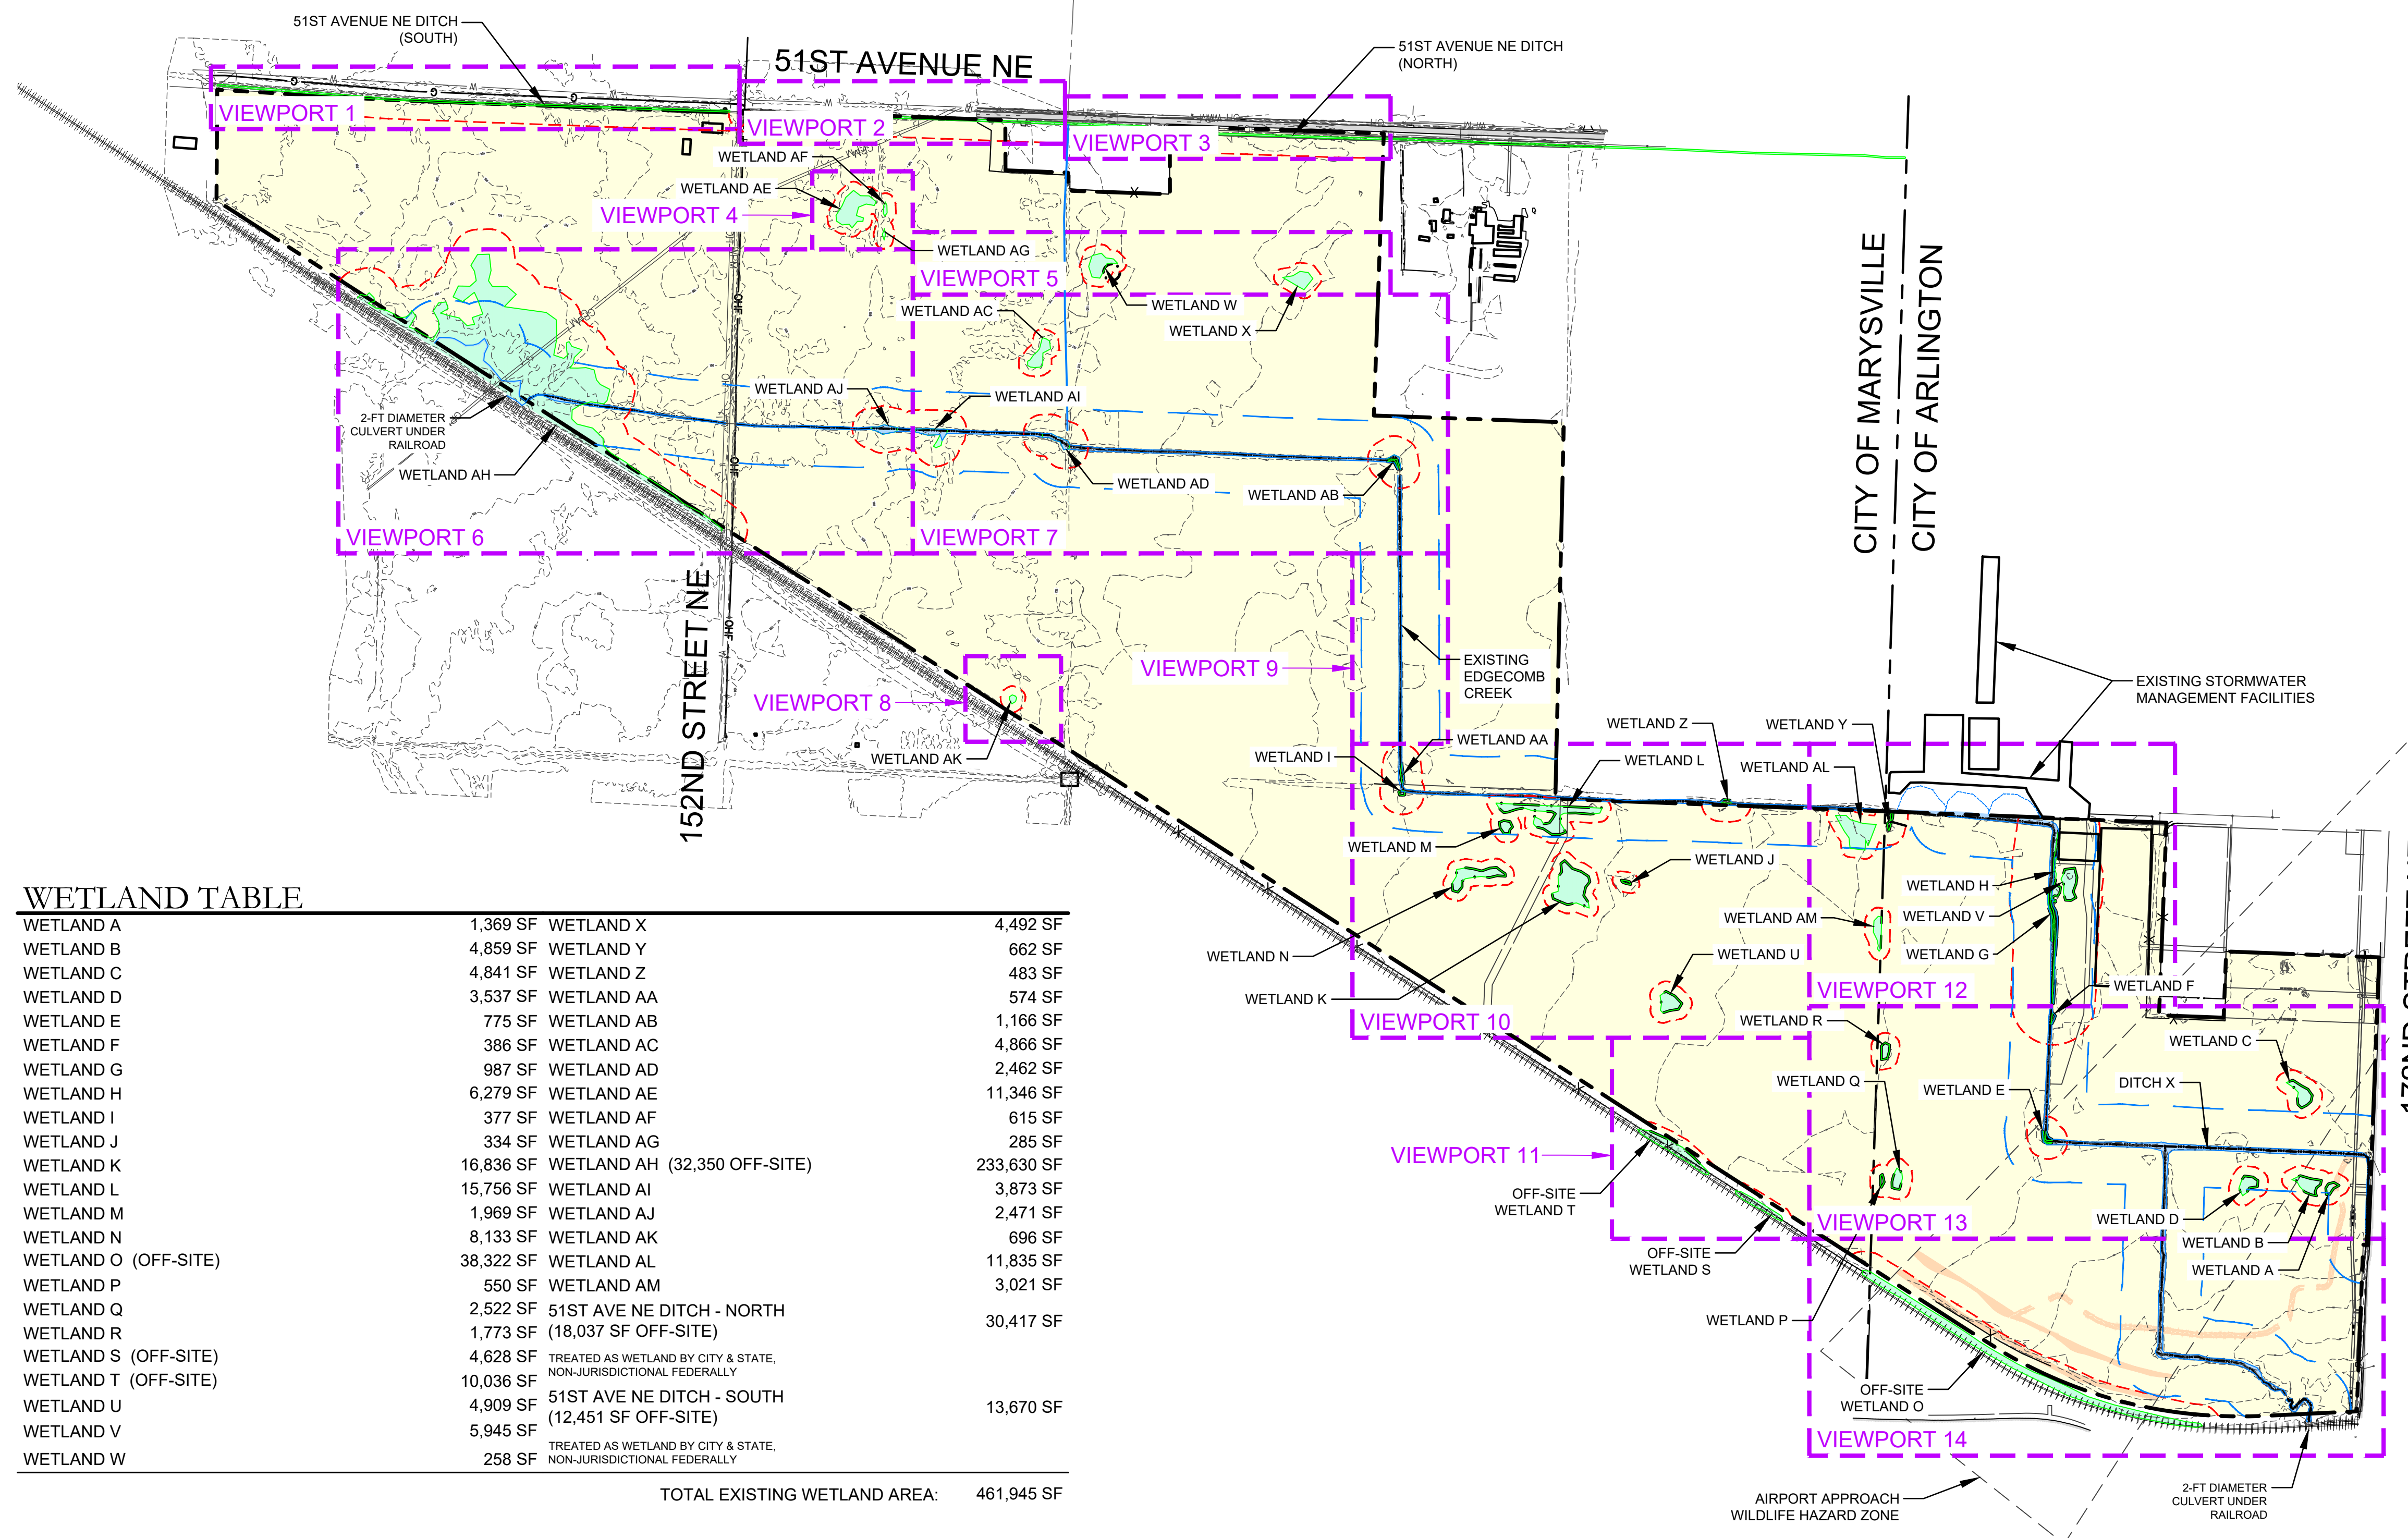 51ST AVENUE NE DITCH
(SOUTH)
51ST AVENUE NE
51ST AVENUE NE DITCH
(NORTH)
VIEWPORT 1
VIEWPORT 2
VIEWPORT 3
WETLAND AF
WETLAND AE
VIEWPORT 4
WETLAND AG
VIEWPORT 5
WETLAND W
WETLAND AC
WETLAND X
CITY OF MARYSVILLE
CITY OF ARLINGTON
WETLAND AJ
WETLAND AI
2-FT DIAMETER
CULVERT UNDER
RAILROAD
WETLAND AH
WETLAND AD
WETLAND AB
VIEWPORT 6
VIEWPORT 7
OHF
OHF
OHF
152ND STREET NE
VIEWPORT 9
EXISTING
EDGECOMB
CREEK
EXISTING STORMWATER
MANAGEMENT FACILITIES
VIEWPORT 8
WETLAND AK
WETLAND Z
WETLAND Y
WETLAND I
WETLAND AA
WETLAND L
WETLAND AL
WETLAND M
WETLAND J
WETLAND H
WETLAND V
WETLAND AM
WETLAND G
WETLAND N
WETLAND U
WETLAND K
WETLAND F
VIEWPORT 12
VIEWPORT 10
WETLAND R
WETLAND C
WETLAND Q
WETLAND E
DITCH X
VIEWPORT 11
OFF-SITE
WETLAND T
VIEWPORT 13
WETLAND D
WETLAND B
WETLAND A
OFF-SITE
WETLAND S
WETLAND P
OFF-SITE
WETLAND O
VIEWPORT 14
AIRPORT APPROACH
WILDLIFE HAZARD ZONE
2-FT DIAMETER
CULVERT UNDER
RAILROAD
WETLAND TABLE
WETLAND A 1,369 SF WETLAND X 4,492 SF
WETLAND B 4,859 SF WETLAND Y 662 SF
WETLAND C 4,841 SF WETLAND Z 483 SF
WETLAND D 3,537 SF WETLAND AA 574 SF
WETLAND E 775 SF WETLAND AB 1,166 SF
WETLAND F 386 SF WETLAND AC 4,866 SF
WETLAND G 987 SF WETLAND AD 2,462 SF
WETLAND H 6,279 SF WETLAND AE 11,346 SF
WETLAND I 377 SF WETLAND AF 615 SF
WETLAND J 334 SF WETLAND AG 285 SF
WETLAND K 16,836 SF WETLAND AH (32,350 OFF-SITE) 233,630 SF
WETLAND L 15,756 SF WETLAND AI 3,873 SF
WETLAND M 1,969 SF WETLAND AJ 2,471 SF
WETLAND N 8,133 SF WETLAND AK 696 SF
WETLAND O (OFF-SITE) 38,322 SF WETLAND AL 11,835 SF
WETLAND P 550 SF WETLAND AM 3,021 SF
WETLAND Q 2,522 SF 51ST AVE NE DITCH - NORTH
WETLAND R 1,773 SF (18,037 SF OFF-SITE) 30,417 SF
WETLAND S (OFF-SITE) 4,628 SF TREATED AS WETLAND BY CITY & STATE,
NON-JURISDICTIONAL FEDERALLY
WETLAND T (OFF-SITE) 10,036 SF
WETLAND U 4,909 SF 51ST AVE NE DITCH - SOUTH
(12,451 SF OFF-SITE) 13,670 SF
WETLAND V 5,945 SF
TREATED AS WETLAND BY CITY & STATE,
WETLAND W 258 SF NON-JURISDICTIONAL FEDERALLY
TOTAL EXISTING WETLAND AREA: 461,945 SF